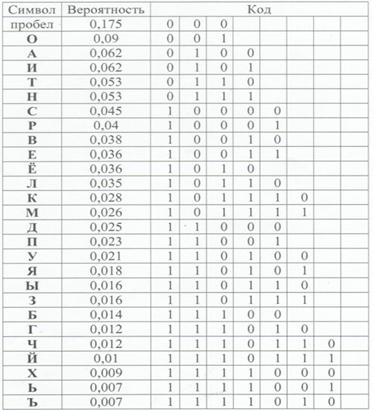 Символ Вероятность Код
пробел 0,175 0 0 0
О 0,09 0 0 1
А 0,062 0 1 0 0
И 0,062 0 1 0 1
Т 0,053 0 1 1 0
Н 0,053 0 1 1 1
С 0,045 1 0 0 0 0
Р 0,04 1 0 0 0 1
В 0,038 1 0 0 1 0
Е 0,036 1 0 0 1 1
Ё 0,036 1 0 1 0
Л 0,035 1 0 1 1 0
К 0,028 1 0 1 1 1 0
М 0,026 1 0 1 1 1 1
Д 0,025 1 1 0 0 0
П 0,023 1 1 0 0 1
У 0,021 1 1 0 1 0 0
Я 0,018 1 1 0 1 0 1
Ы 0,016 1 1 0 1 1 0
З 0,016 1 1 0 1 1 1
Б 0,014 1 1 1 0 0
Г 0,012 1 1 1 0 1 0
Ч 0,012 1 1 1 0 1 1 0
Й 0,01 1 1 1 0 1 1 1
Х 0,009 1 1 1 1 0 0 0
Ь 0,007 1 1 1 1 0 0 1
Ъ 0,007 1 1 1 1 0 1 0